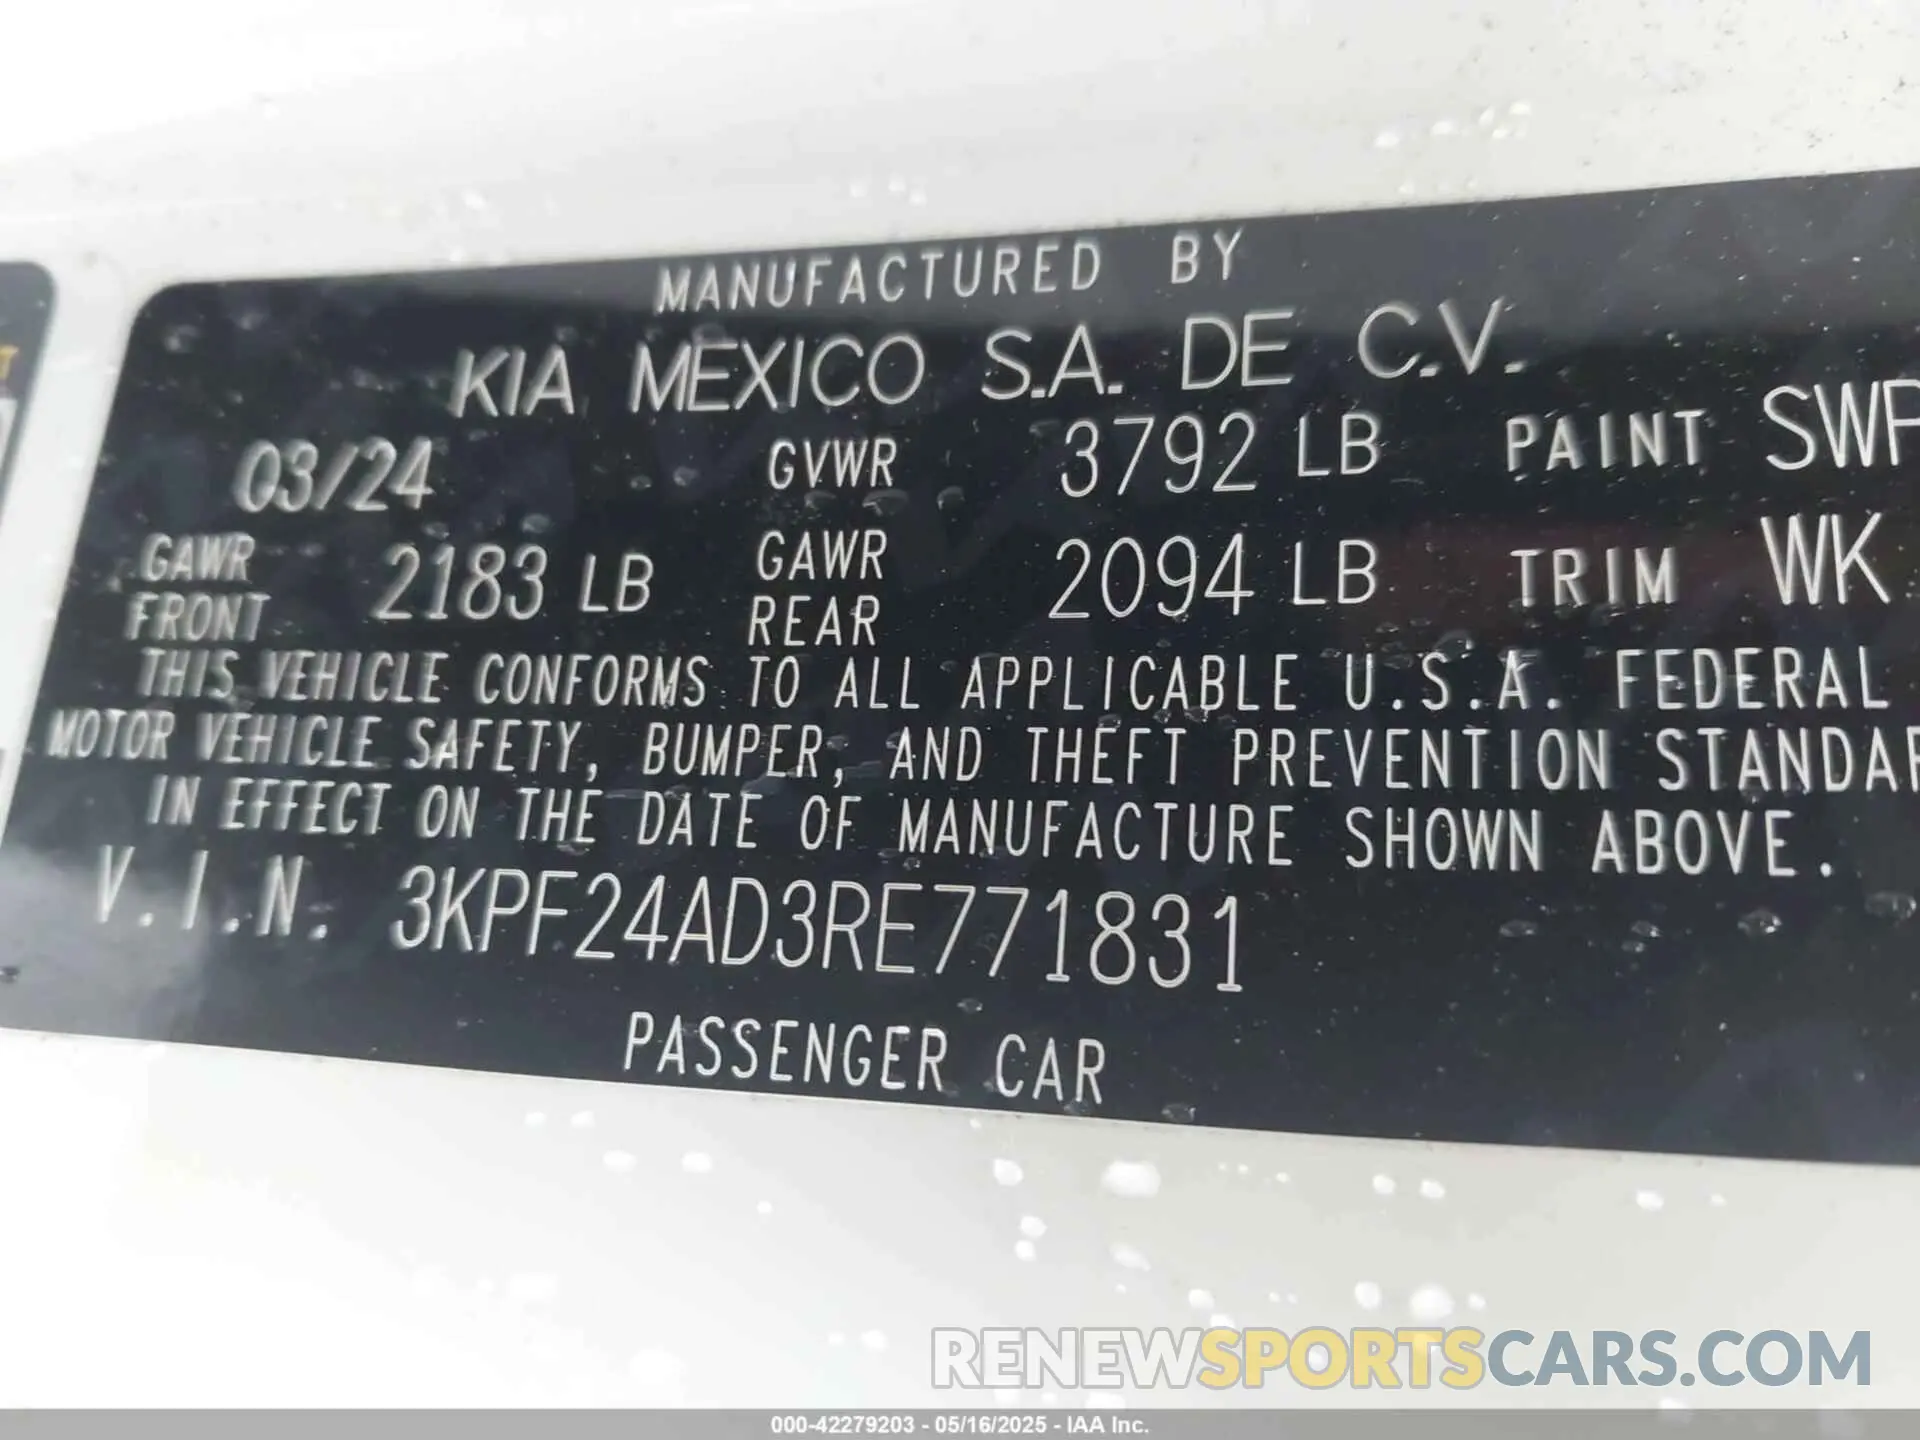 MANUFACTURED BY
KIA MEXICO S.A. DE C.V.
03/24 GVWR 3792 LB PAINT SWP
GAWR FRONT 2183 LB GAWR REAR 2094 LB TRIM WK
THIS VEHICLE CONFORMS TO ALL APPLICABLE U.S.A. FEDERAL
MOTOR VEHICLE SAFETY, BUMPER, AND THEFT PREVENTION
IN EFFECT ON THE DATE OF MANUFACTURE SHOWN ABOVE.
V.I.N. 3KPF24AD3RE771831
PASSENGER CAR
RENEWSPORTSCARS.COM
000-42279203 - 05/16/2025 - IAA Inc.